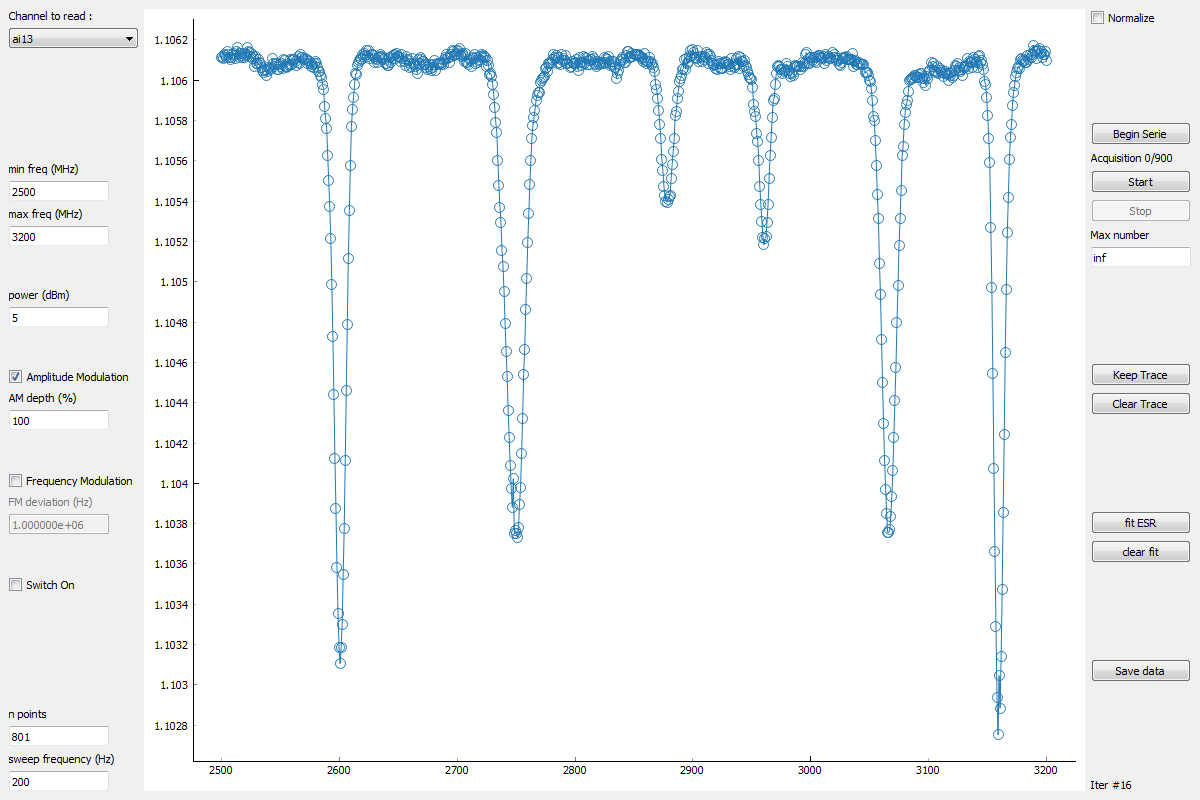 Channel to read :
ai13
min freq (MHz)
2500
max freq (MHz)
3200
power (dBm)
5
Amplitude Modulation
AM depth (%)
100
Frequency Modulation
FM deviation (Hz)
1.000000e+06
Switch On
n points
801
sweep frequency (Hz)
200
1.1062
1.106
1.1058
1.1056
1.1054
1.1052
1.105
1.1048
1.1046
1.1044
1.1042
1.104
1.1038
1.1036
1.1034
1.1032
1.103
1.1028
2500 2600 2700 2800 2900 3000 3100 3200
Normalize
Begin Serie
Acquisition 0/900
Start
Stop
Max number
inf
Keep Trace
Clear Trace
fit ESR
clear fit
Save data
Iter #16